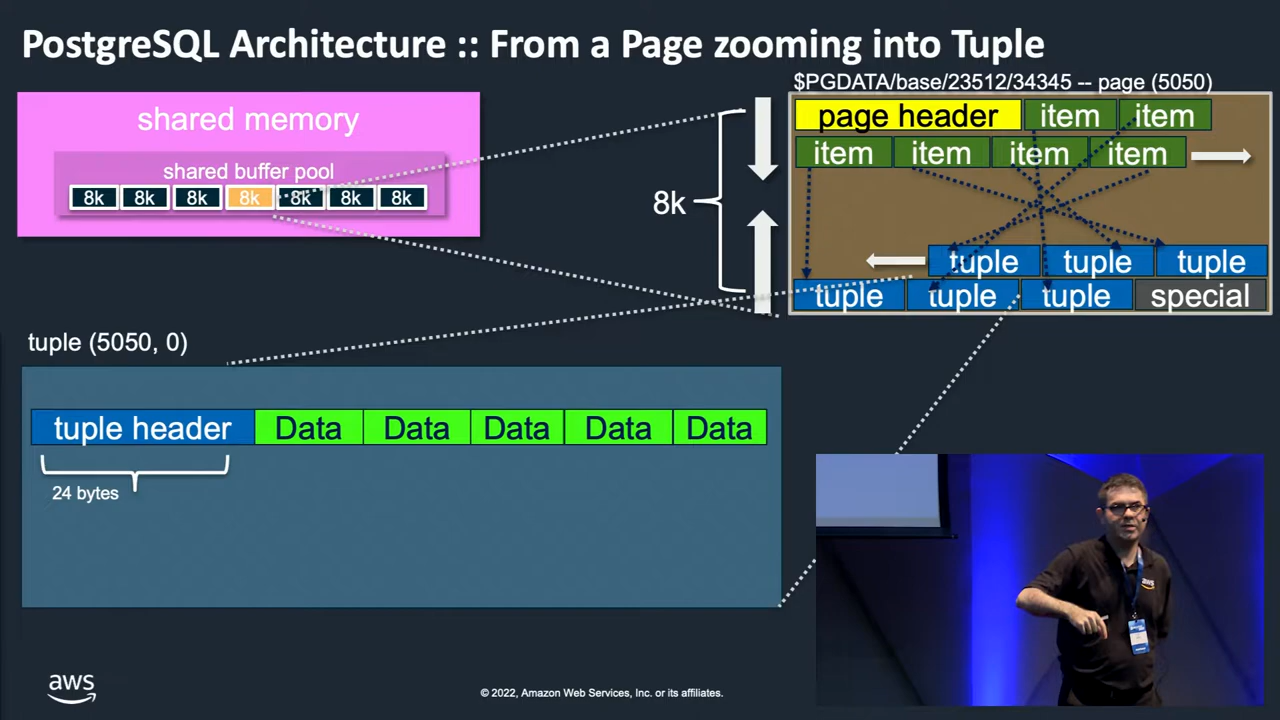 PostgreSQL Architecture :: From a Page zooming into Tuple
$PGDATA/base/23512/34345 -- page (5050)
shared memory
shared buffer pool
8k 8k 8k 8k 8k 8k 8k
8k
page header item item
item item item item
tuple tuple tuple
tuple tuple tuple special
tuple (5050, 0)
tuple header Data Data Data Data Data
24 bytes
aws
aws
© 2022, Amazon Web Services, Inc. or its affiliates.